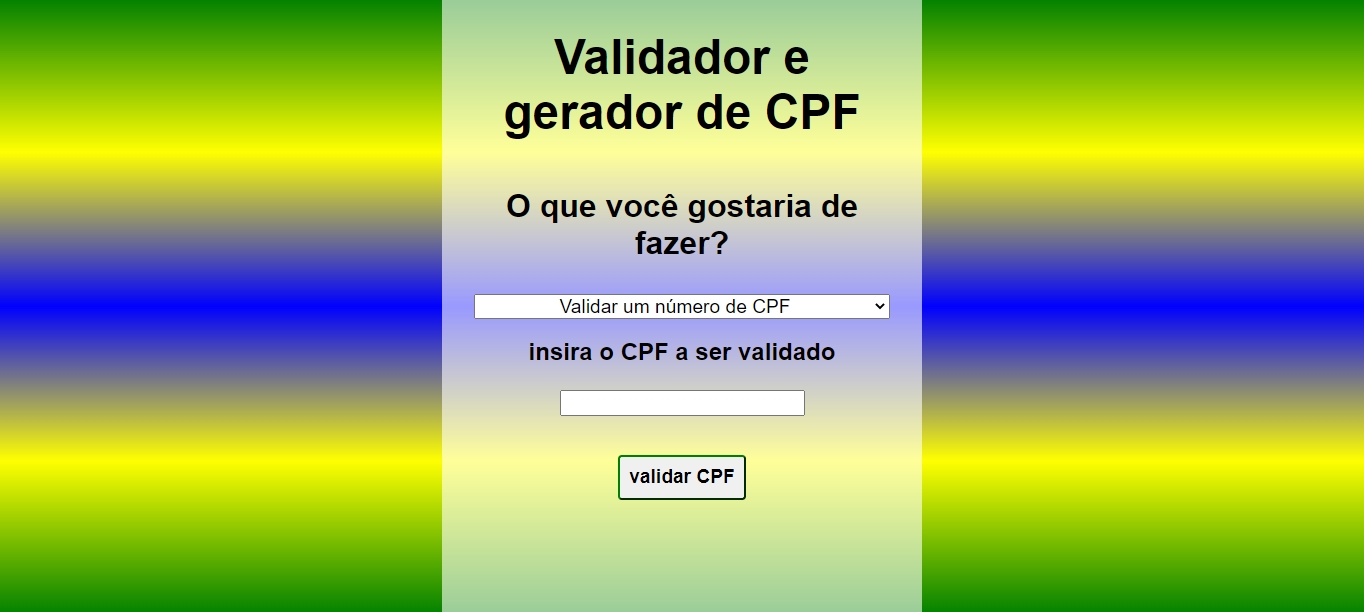 Validador e
gerador de CPF
O que você gostaria de
fazer?
Validar um número de CPF
insira o CPF a ser validado
validar CPF